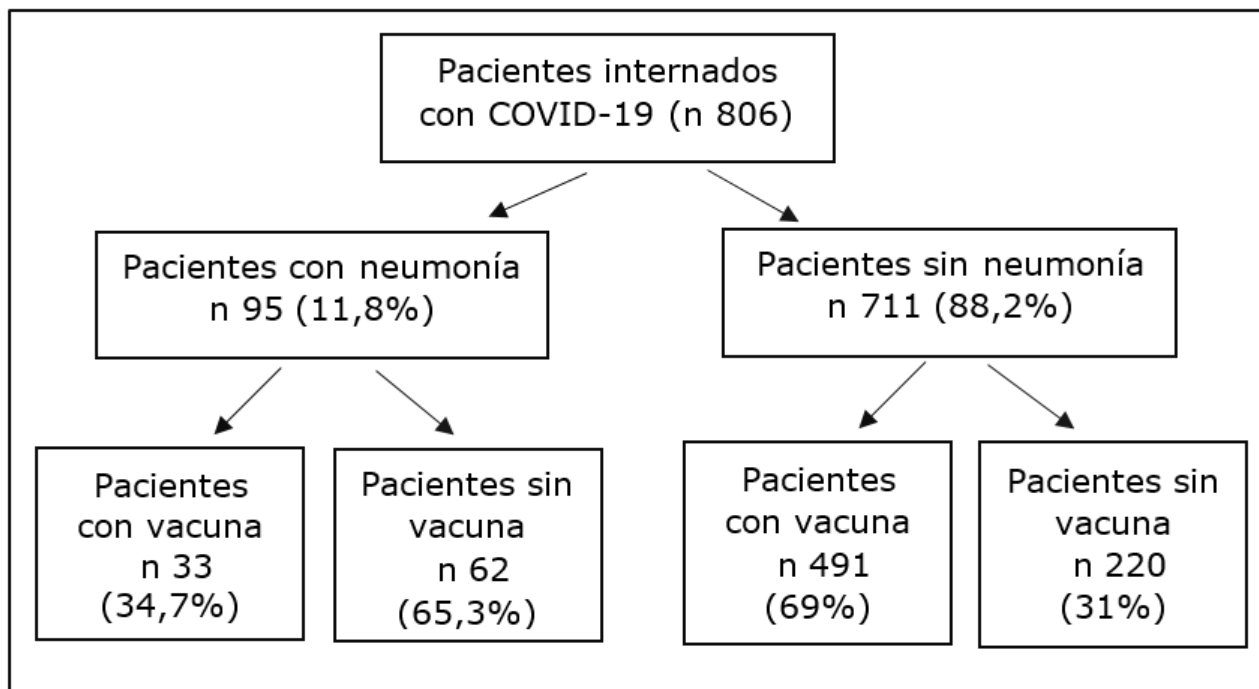 Pacientes internados
con COVID-19 (n 806)
Pacientes con neumonía
n 95 (11,8%)
Pacientes sin neumonía
n 711 (88,2%)
Pacientes
con vacuna
n 33
(34,7%)
Pacientes sin
vacuna
n 62
(65,3%)
Pacientes
con vacuna
n 491
(69%)
Pacientes sin
vacuna
n 220
(31%)